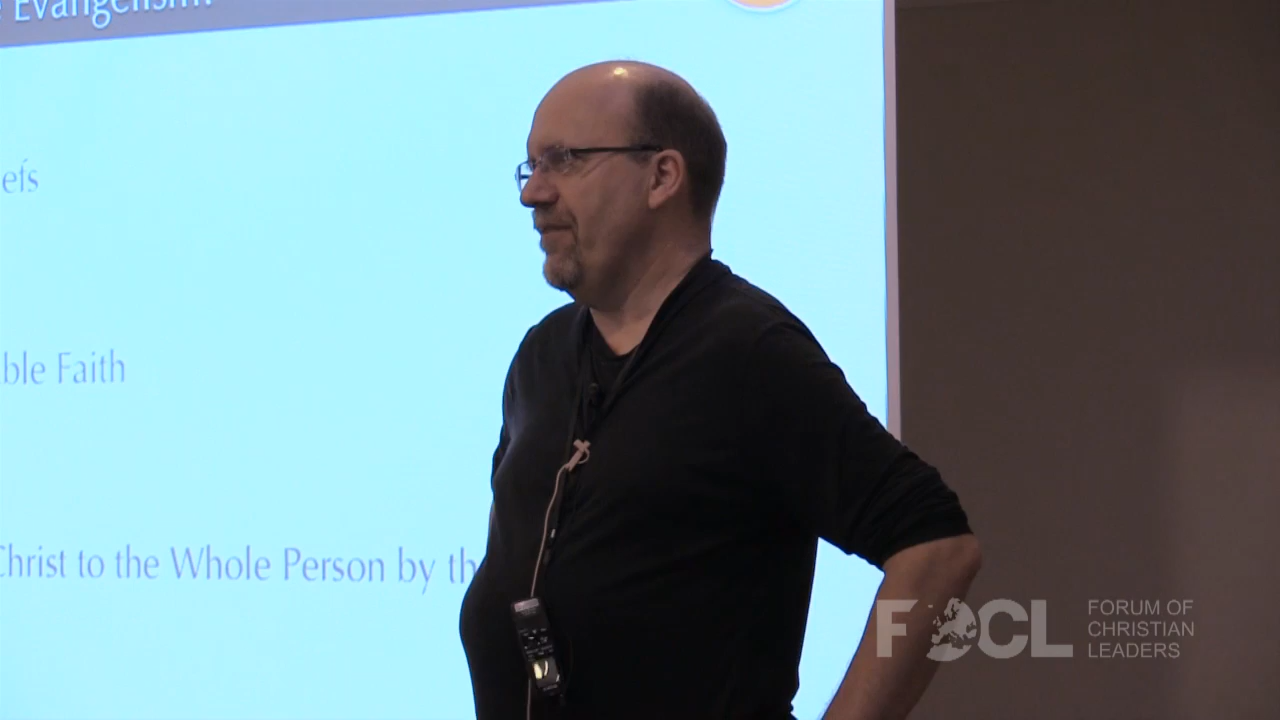 Evangelism?
efs
ble Faith
Christ to the Whole Person by th
FOCL
FORUM OF
CHRISTIAN
LEADERS